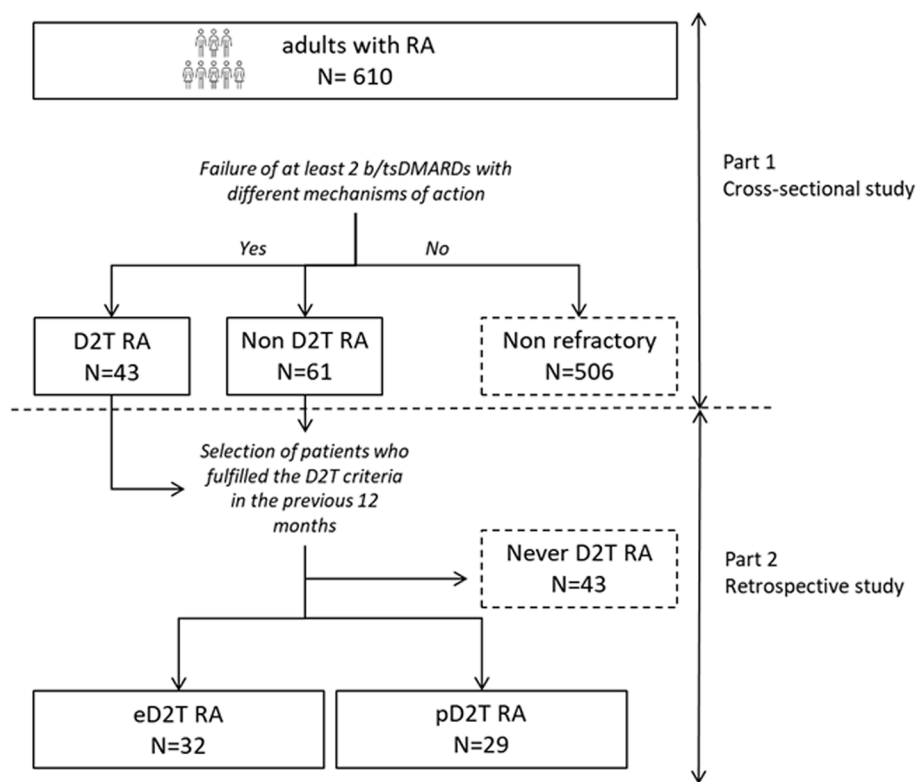 adults with RA
N= 610
Failure of at least 2 b/tsDMARDs with
different mechanisms of action
Part 1
Cross-sectional study
Yes
No
D2T RA
N=43
Non D2T RA
N=61
Non refractory
N=506
Selection of patients who
fulfilled the D2T criteria
in the previous 12
months
Never D2T RA
N=43
Part 2
Retrospective study
eD2T RA
N=32
pD2T RA
N=29